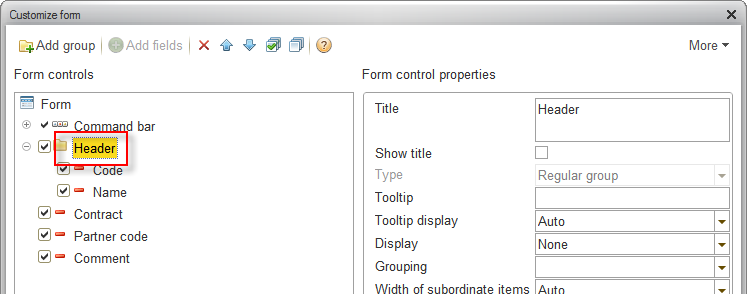 Customize form
Add group Add fields More
Form controls
Form
Command bar
Header
Code
Name
Contract
Partner code
Comment
Form control properties
Title Header
Show title
Type Regular group
Tooltip
Tooltip display Auto
Display None
Grouping
Width of subordinate items Auto